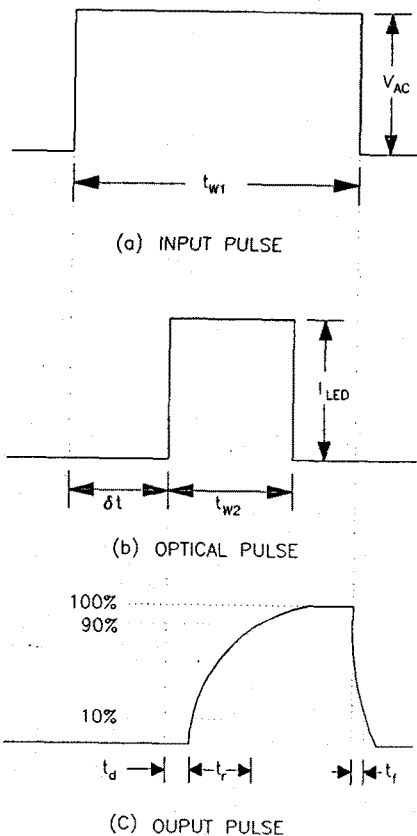 V_AC
t_W1
(a) INPUT PULSE
I_LED
δt
t_W2
(b) OPTICAL PULSE
100%
90%
10%
t_d
t_r
t_f
(C) OUPUT PULSE